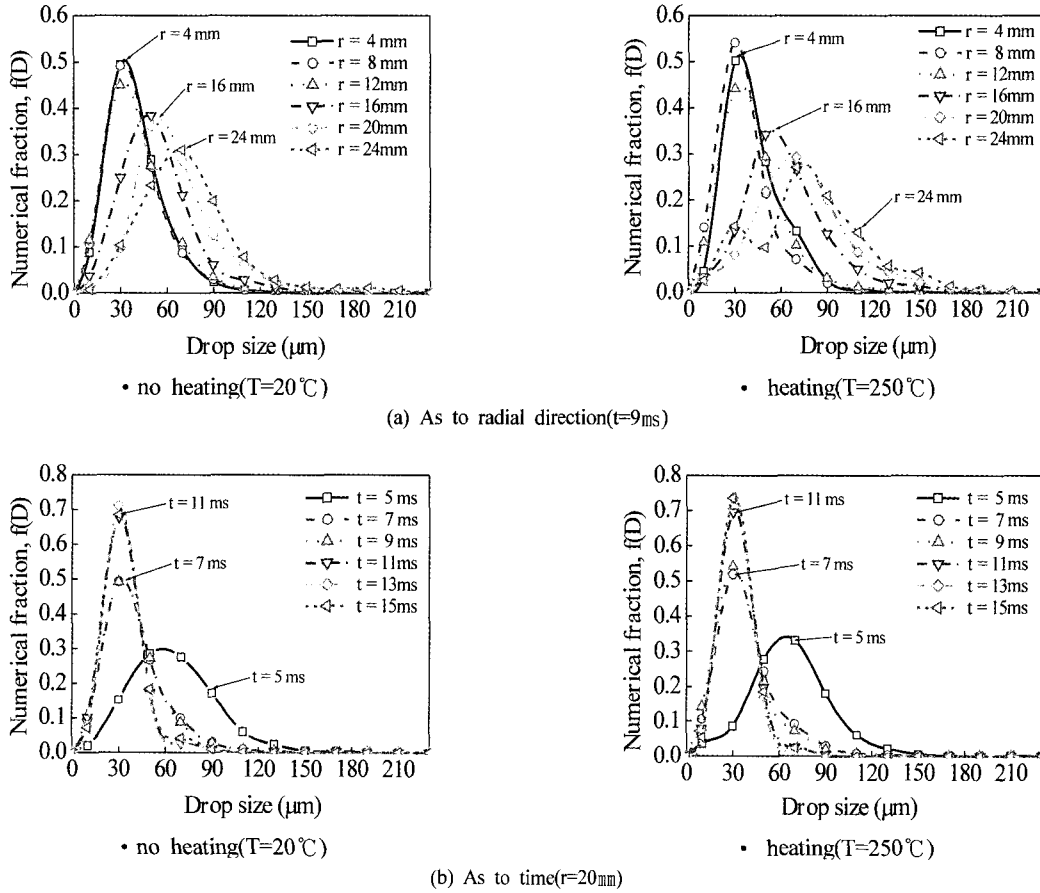 0.6
0.5
0.4
0.3
0.2
0.1
0.0
Numerical fraction, f(D)
r = 4 mm
r = 16 mm
r = 24 mm
r = 4 mm
r = 8 mm
r = 12mm
r = 16mm
r = 20mm
r = 24mm
0 30 60 90 120 150 180 210
Drop size (μm)
• no heating(T=20℃)
0.6
0.5
0.4
0.3
0.2
0.1
0.0
Numerical fraction, f(D)
r = 4 mm
r = 16 mm
r = 24 mm
r = 4 mm
r = 8 mm
r = 12mm
r = 16mm
r = 20mm
r = 24mm
0 30 60 90 120 150 180 210
Drop size (μm)
• heating(T=250℃)
(a) As to radial direction(t=9㎳)
0.8
0.7
0.6
0.5
0.4
0.3
0.2
0.1
0.0
Numerical fraction, f(D)
t = 11 ms
t = 7 ms
t = 5 ms
t = 5 ms
t = 7 ms
t = 9 ms
t = 11ms
t = 13ms
t = 15ms
0 30 60 90 120 150 180 210
Drop size (μm)
• no heating(T=20℃)
0.8
0.7
0.6
0.5
0.4
0.3
0.2
0.1
0.0
Numerical fraction, f(D)
t = 11 ms
t = 7 ms
t = 5 ms
t = 5 ms
t = 7 ms
t = 9 ms
t = 11ms
t = 13ms
t = 15ms
0 30 60 90 120 150 180 210
Drop size (μm)
• heating(T=250℃)
(b) As to time(r=20㎜)